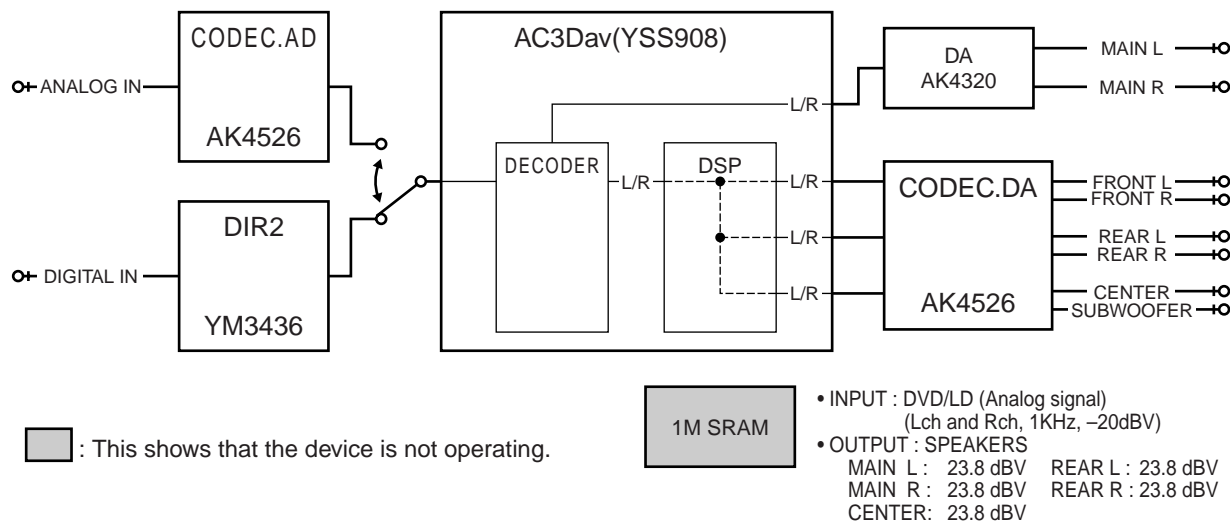 CODEC.AD
AK4526
ANALOG IN
DIR2
YM3436
DIGITAL IN
AC3Dav(YSS908)
DECODER
L/R
DSP
L/R
L/R
L/R
L/R
DA
AK4320
MAIN L
MAIN R
CODEC.DA
AK4526
FRONT L
FRONT R
REAR L
REAR R
CENTER
SUBWOOFER
: This shows that the device is not operating.
1M SRAM
• INPUT : DVD/LD (Analog signal)
(Lch and Rch, 1KHz, –20dBV)
• OUTPUT : SPEAKERS
MAIN L : 23.8 dBV REAR L : 23.8 dBV
MAIN R : 23.8 dBV REAR R : 23.8 dBV
CENTER: 23.8 dBV